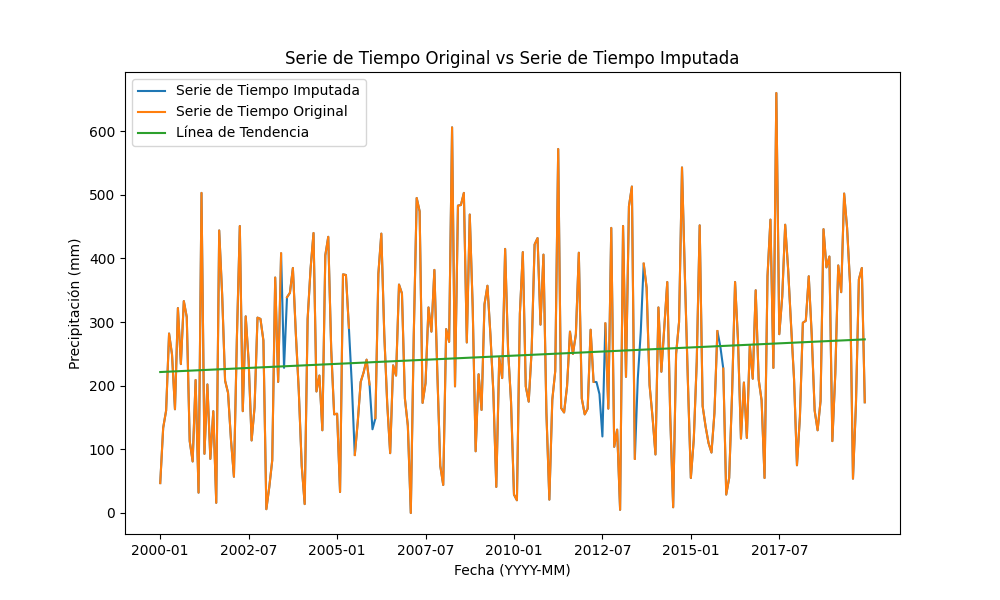 Serie de Tiempo Original vs Serie de Tiempo Imputada
Serie de Tiempo Imputada
Serie de Tiempo Original
Línea de Tendencia
Precipitación (mm)
600
500
400
300
200
100
0
2000-01 2002-07 2005-01 2007-07 2010-01 2012-07 2015-01 2017-07
Fecha (YYYY-MM)